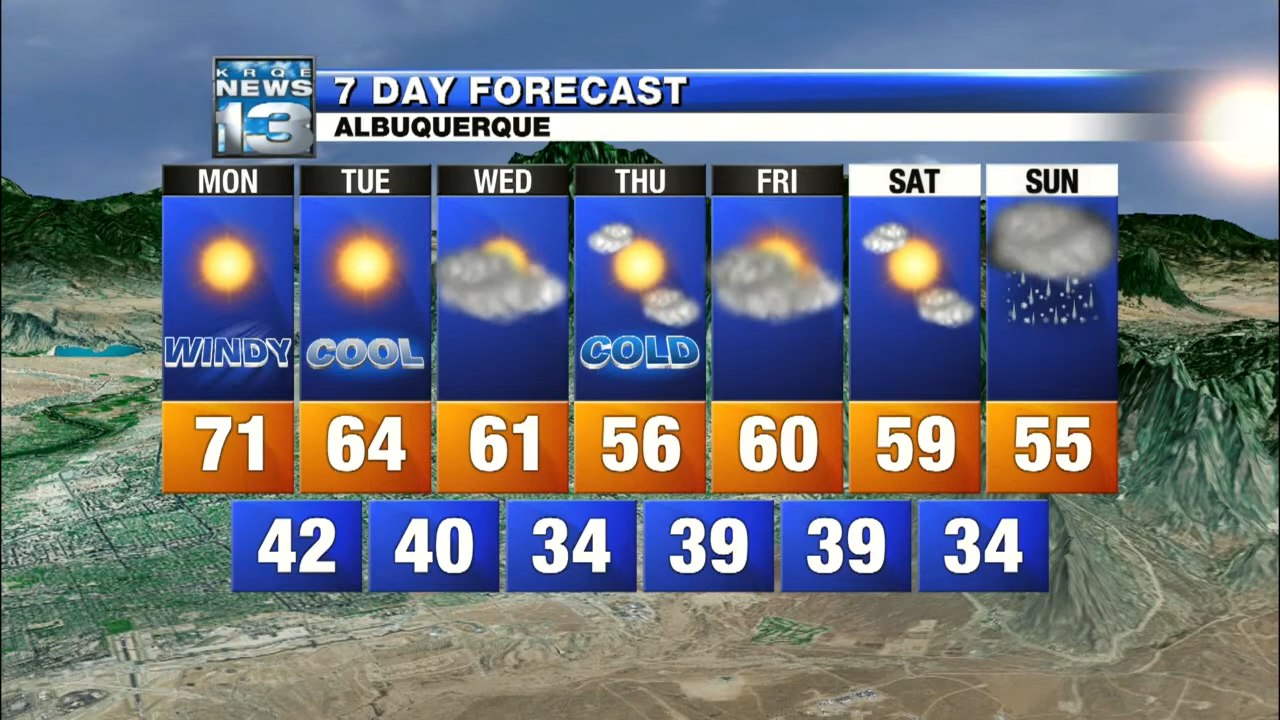 KRQE
NEWS
13
7 DAY FORECAST
ALBUQUERQUE
MON TUE WED THU FRI SAT SUN
WINDY COOL COLD
71 64 61 56 60 59 55
42 40 34 39 39 34